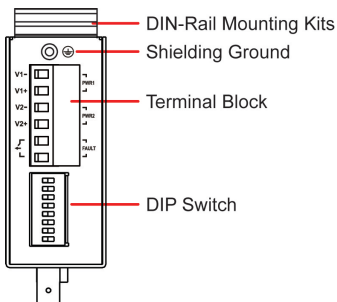 DIN-Rail Mounting Kits
Shielding Ground
V1-
V1+
PWR1
Terminal Block
V2-
V2+
PWR2
FAULT
DIP Switch